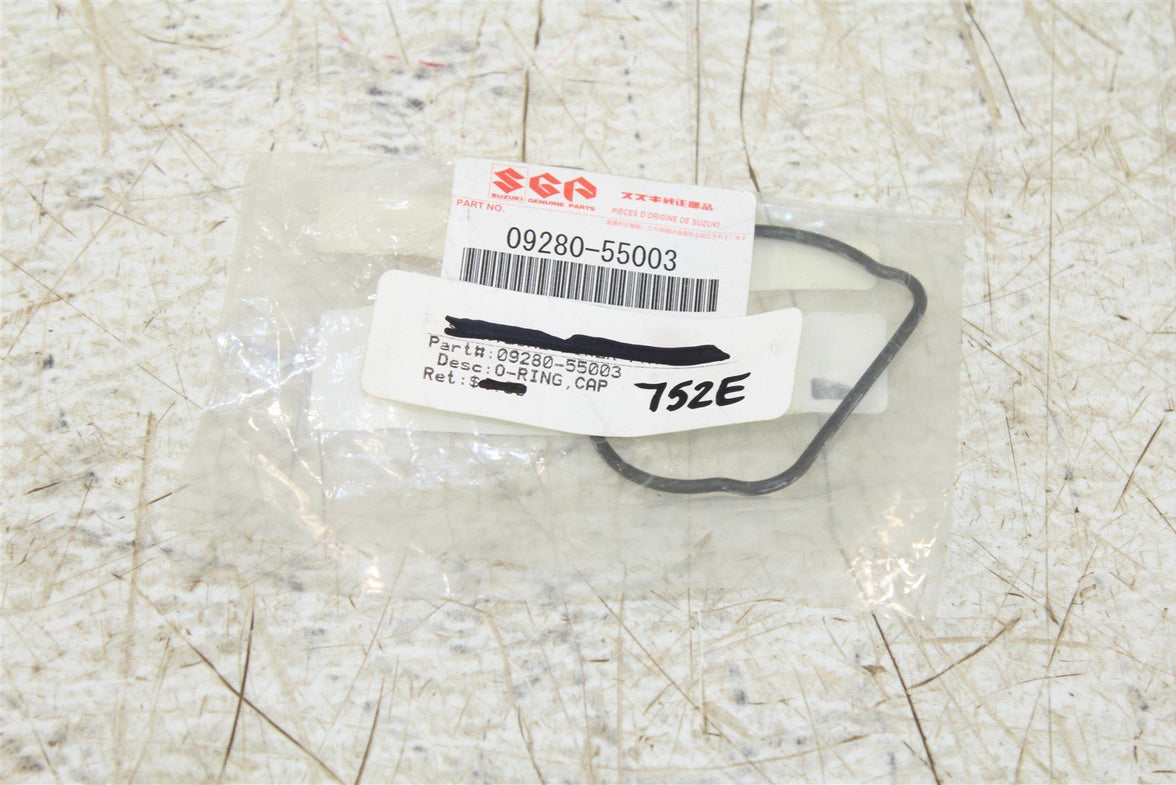 SGP
SUZUKI GENUINE PARTS
スズキ純正部品
PART NO.
PIECES D'ORIGINE DE SUZUKI
09280-55003
Part#:09280-55003
Desc:O-RING,CAP
Ret:$
752E